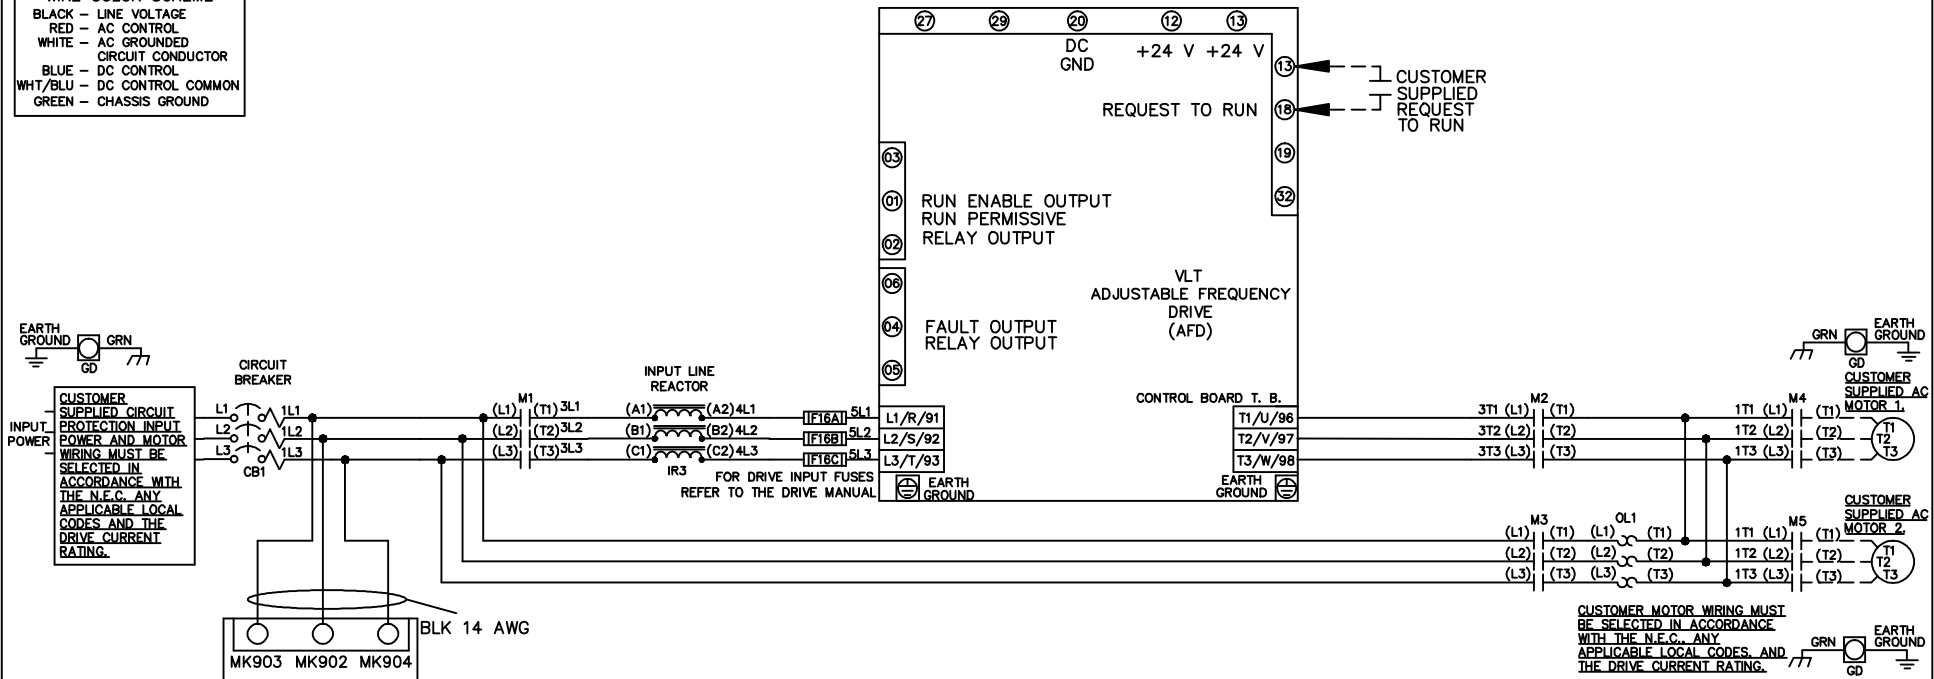 BLACK – LINE VOLTAGE
RED – AC CONTROL
WHITE – AC GROUNDED
CIRCUIT CONDUCTOR
BLUE – DC CONTROL
WHT/BLU – DC CONTROL COMMON
GREEN – CHASSIS GROUND
27 29 20 12 13
DC
GND
+24 V +24 V
13
18
19
32
REQUEST TO RUN
CUSTOMER
SUPPLIED
REQUEST
TO RUN
03
01
02
RUN ENABLE OUTPUT
RUN PERMISSIVE
RELAY OUTPUT
06
04
05
FAULT OUTPUT
RELAY OUTPUT
VLT
ADJUSTABLE FREQUENCY
DRIVE
(AFD)
EARTH
GROUND
GRN
GD
INPUT
POWER
CUSTOMER
SUPPLIED CIRCUIT
PROTECTION INPUT
POWER AND MOTOR
WIRING MUST BE
SELECTED IN
ACCORDANCE WITH
THE N.E.C. ANY
APPLICABLE LOCAL
CODES AND THE
DRIVE CURRENT
RATING.
CIRCUIT
BREAKER
L1 1L1
L2 1L2
L3 1L3
CB1
M1
(L1) (T1) 3L1
(L2) (T2) 3L2
(L3) (T3) 3L3
INPUT LINE
REACTOR
(A1) (A2) 4L1
(B1) (B2) 4L2
(C1) (C2) 4L3
IR3
F16A 5L1
F16B 5L2
F16C 5L3
FOR DRIVE INPUT FUSES
REFER TO THE DRIVE MANUAL
L1/R/91
L2/S/92
L3/T/93
EARTH
GROUND
CONTROL BOARD T. B.
T1/U/96
T2/V/97
T3/W/98
EARTH
GROUND
M2
3T1 (L1) (T1)
3T2 (L2) (T2)
3T3 (L3) (T3)
M4
1T1 (L1) (T1)
1T2 (L2) (T2)
1T3 (L3) (T3)
GRN
GD
EARTH
GROUND
CUSTOMER
SUPPLIED AC
MOTOR 1.
T1
T2
T3
M3
(L1) (T1)
(L2) (T2)
(L3) (T3)
OL1
(L1) (T1)
(L2) (T2)
(L3) (T3)
M5
1T1 (L1) (T1)
1T2 (L2) (T2)
1T3 (L3) (T3)
CUSTOMER
SUPPLIED AC
MOTOR 2.
T1
T2
T3
BLK 14 AWG
MK903 MK902 MK904
CUSTOMER MOTOR WIRING MUST
BE SELECTED IN ACCORDANCE
WITH THE N.E.C., ANY
APPLICABLE LOCAL CODES, AND
THE DRIVE CURRENT RATING.
GRN
GD
EARTH
GROUND